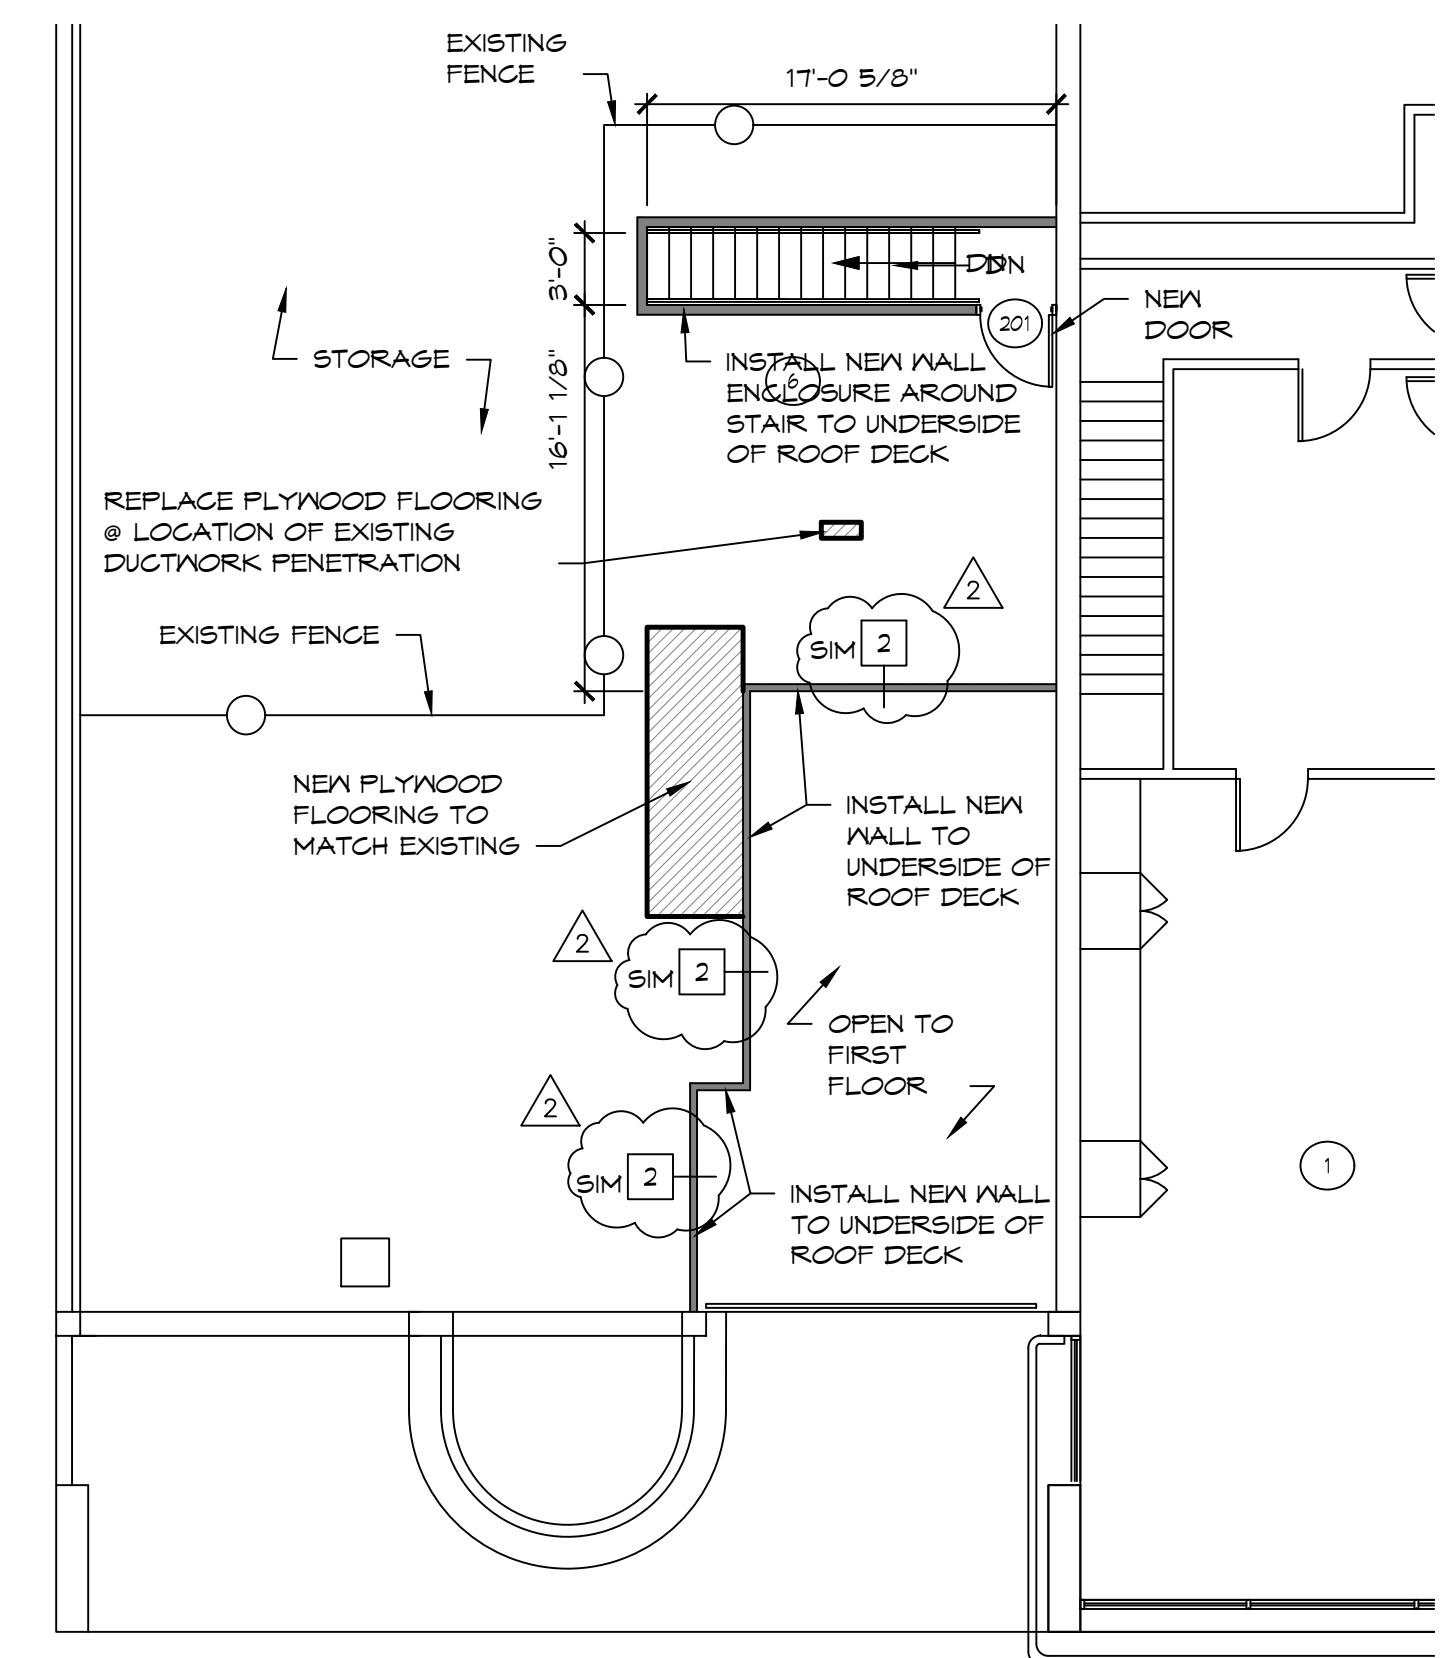 EXISTING
FENCE
17'-0 5/8"
3'-0"
DN
DN
201
NEW
DOOR
STORAGE
16'-1 1/8"
INSTALL NEW WALL
ENCLOSURE AROUND
STAIR TO UNDERSIDE
OF ROOF DECK
6
REPLACE PLYWOOD FLOORING
@ LOCATION OF EXISTING
DUCTWORK PENETRATION
2
SIM 2
EXISTING FENCE
NEW PLYWOOD
FLOORING TO
MATCH EXISTING
INSTALL NEW
WALL TO
UNDERSIDE OF
ROOF DECK
2
SIM 2
OPEN TO
FIRST
FLOOR
2
SIM 2
1
INSTALL NEW WALL
TO UNDERSIDE OF
ROOF DECK